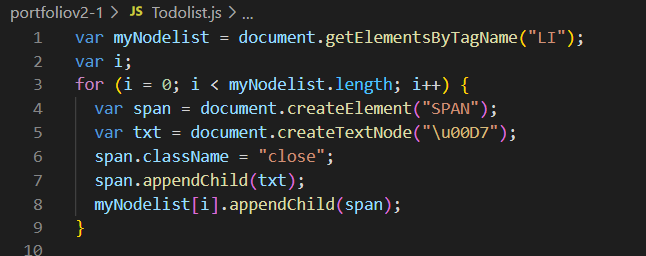 portfoliov2-1 > JS Todolist.js > ...
1 var myNodelist = document.getElementsByTagName("LI");
2 var i;
3 for (i = 0; i < myNodelist.length; i++) {
4   var span = document.createElement("SPAN");
5   var txt = document.createTextNode("\u00D7");
6   span.className = "close";
7   span.appendChild(txt);
8   myNodelist[i].appendChild(span);
9 }
10